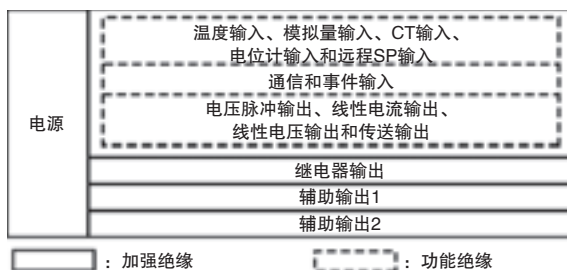 温度输入、模拟量输入、CT输入、
电位计输入和远程SP输入
通信和事件输入
电源
电压脉冲输出、线性电流输出、
线性电压输出和传送输出
继电器输出
辅助输出1
辅助输出2
：加强绝缘
：功能绝缘